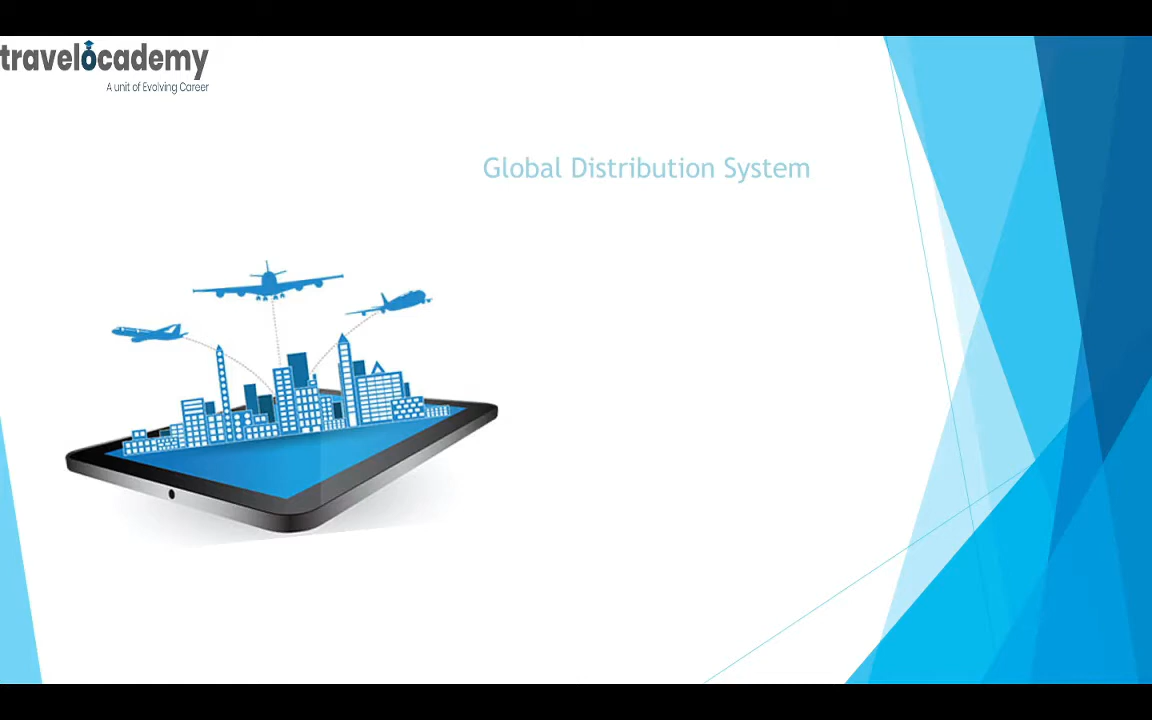 travelocademy
A unit of Evolving Career
Global Distribution System